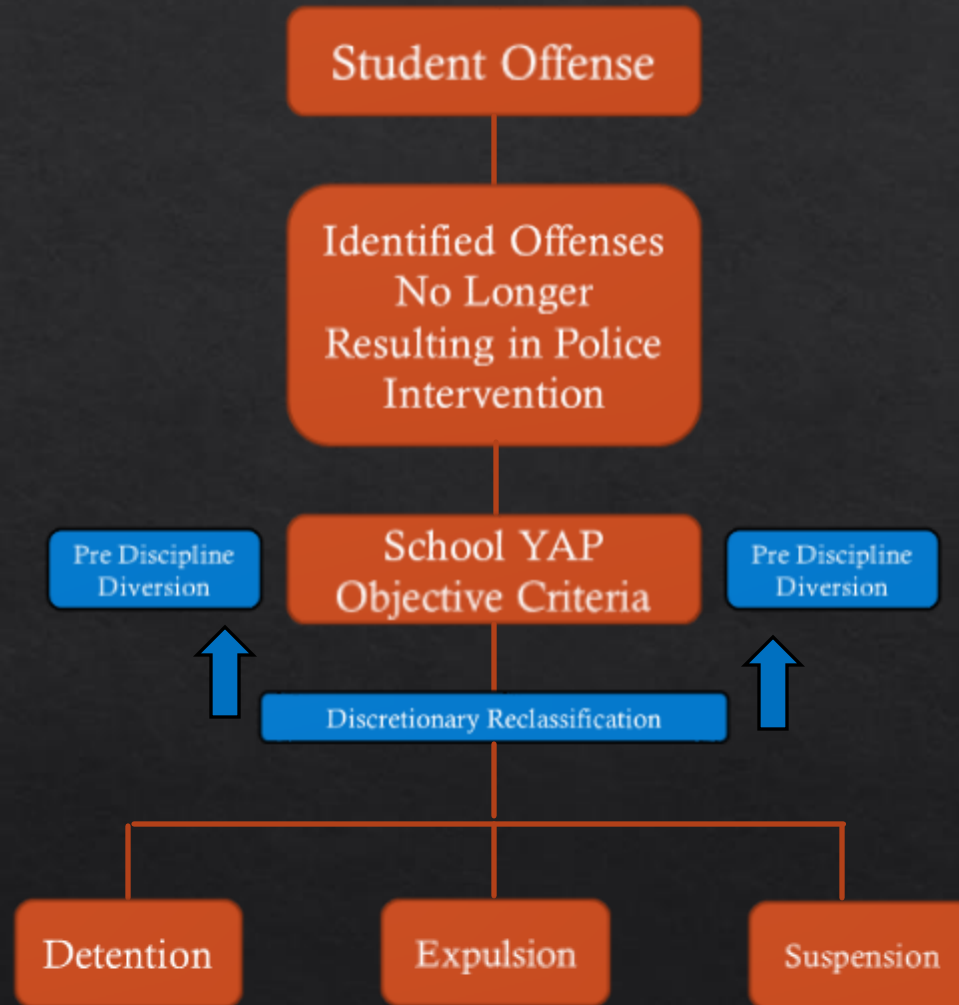 Student Offense
Identified Offenses
No Longer
Resulting in Police
Intervention
Pre Discipline
Diversion
School YAP
Objective Criteria
Pre Discipline
Diversion
Discretionary Reclassification
Detention
Expulsion
Suspension